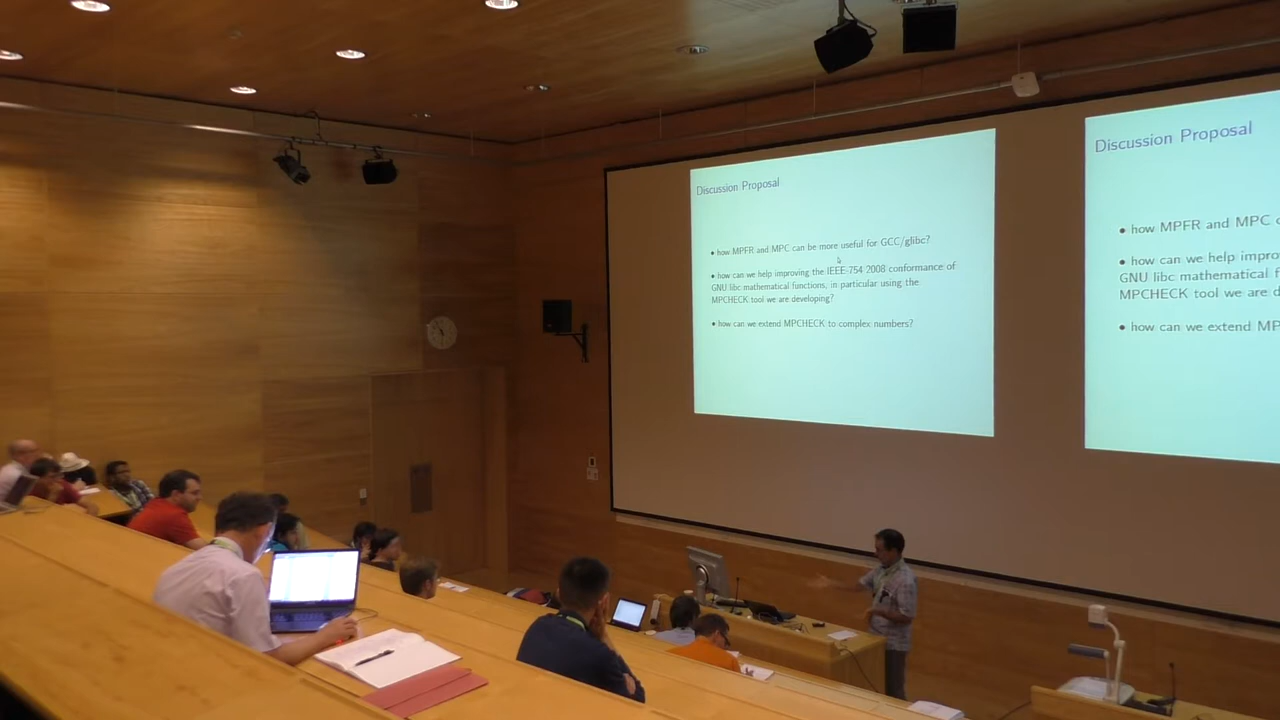 Discussion Proposal
• how MPFR and MPC can be more useful for GCC/glibc?
• how can we help improving the IEEE-754 2008 conformance of
GNU libc mathematical functions, in particular using the
MPCHECK tool we are developing?
• how can we extend MPCHECK to complex numbers?
Discussion Proposal
• how MPFR and MPC
• how can we help impro
GNU libc mathematical f
MPCHECK tool we are d
• how can we extend MP